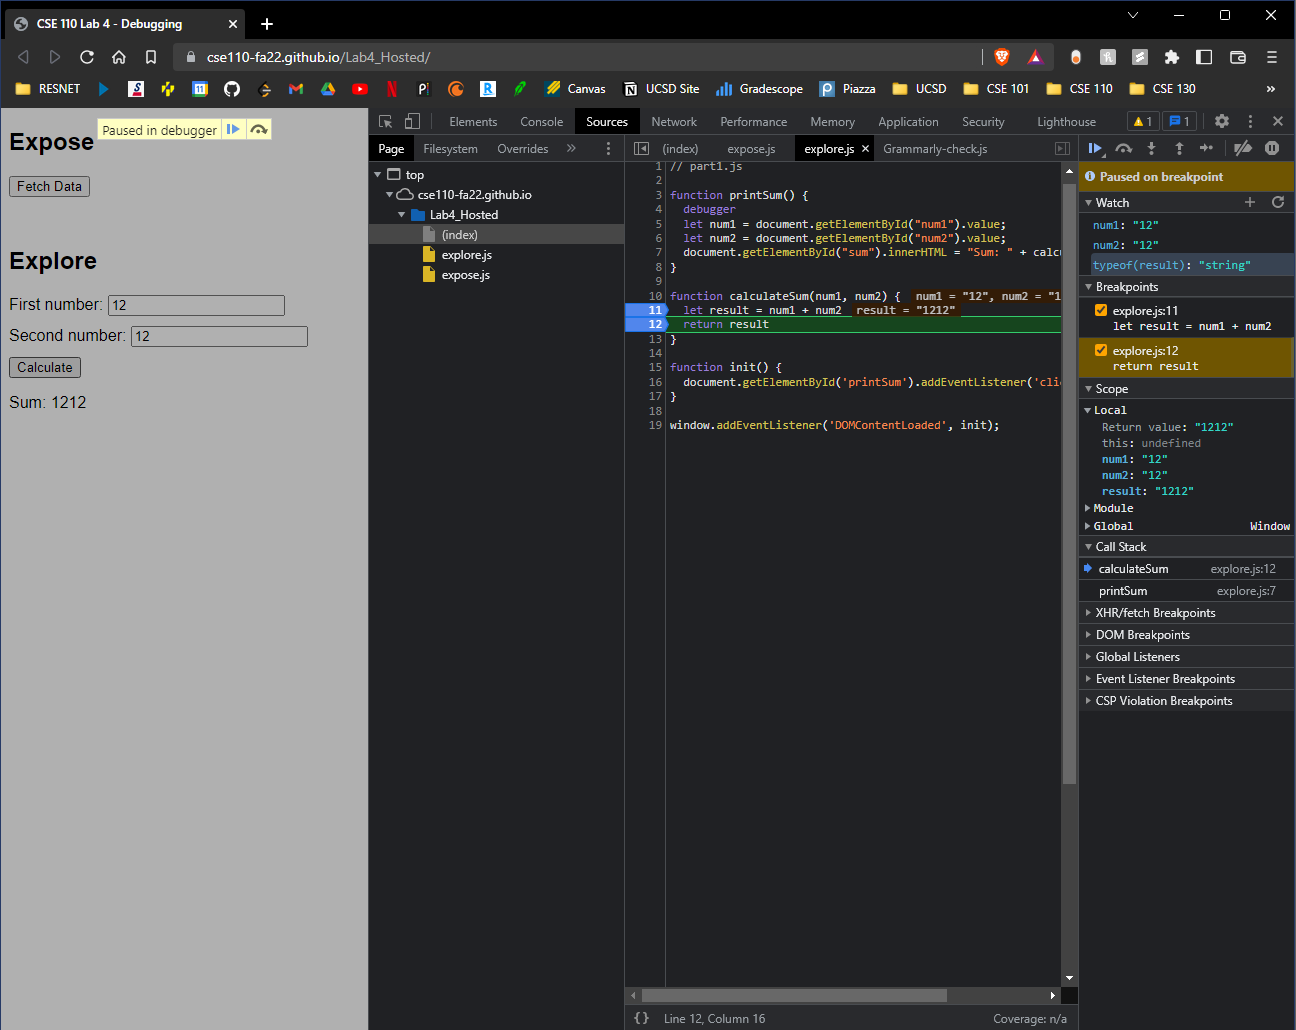 CSE 110 Lab 4 - Debugging
cse110-fa22.github.io/Lab4_Hosted/
RESNET
Canvas
UCSD Site
Gradescope
Piazza
UCSD
CSE 101
CSE 110
CSE 130
»
Expose
Paused in debugger
Fetch Data
Explore
First number: 12
Second number: 12
Calculate
Sum: 1212
Elements Console Sources Network Performance Memory Application Security Lighthouse 1 1
Page Filesystem Overrides »
top
cse110-fa22.github.io
Lab4_Hosted
(index)
explore.js
expose.js
(index) expose.js explore.js Grammarly-check.js
1 // part1.js
2
3 function printSum() {
4 debugger
5 let num1 = document.getElementById("num1").value;
6 let num2 = document.getElementById("num2").value;
7 document.getElementById("sum").innerHTML = "Sum: " + calcu
8 }
9
10 function calculateSum(num1, num2) { num1 = "12", num2 = "1
11 let result = num1 + num2 result = "1212"
12 return result
13 }
14
15 function init() {
16 document.getElementById('printSum').addEventListener('clic
17 }
18
19 window.addEventListener('DOMContentLoaded', init);
{} Line 12, Column 16 Coverage: n/a
Paused on breakpoint
Watch
num1: "12"
num2: "12"
typeof(result): "string"
Breakpoints
explore.js:11
let result = num1 + num2
explore.js:12
return result
Scope
Local
Return value: "1212"
this: undefined
num1: "12"
num2: "12"
result: "1212"
Module
Global Window
Call Stack
calculateSum explore.js:12
printSum explore.js:7
XHR/fetch Breakpoints
DOM Breakpoints
Global Listeners
Event Listener Breakpoints
CSP Violation Breakpoints